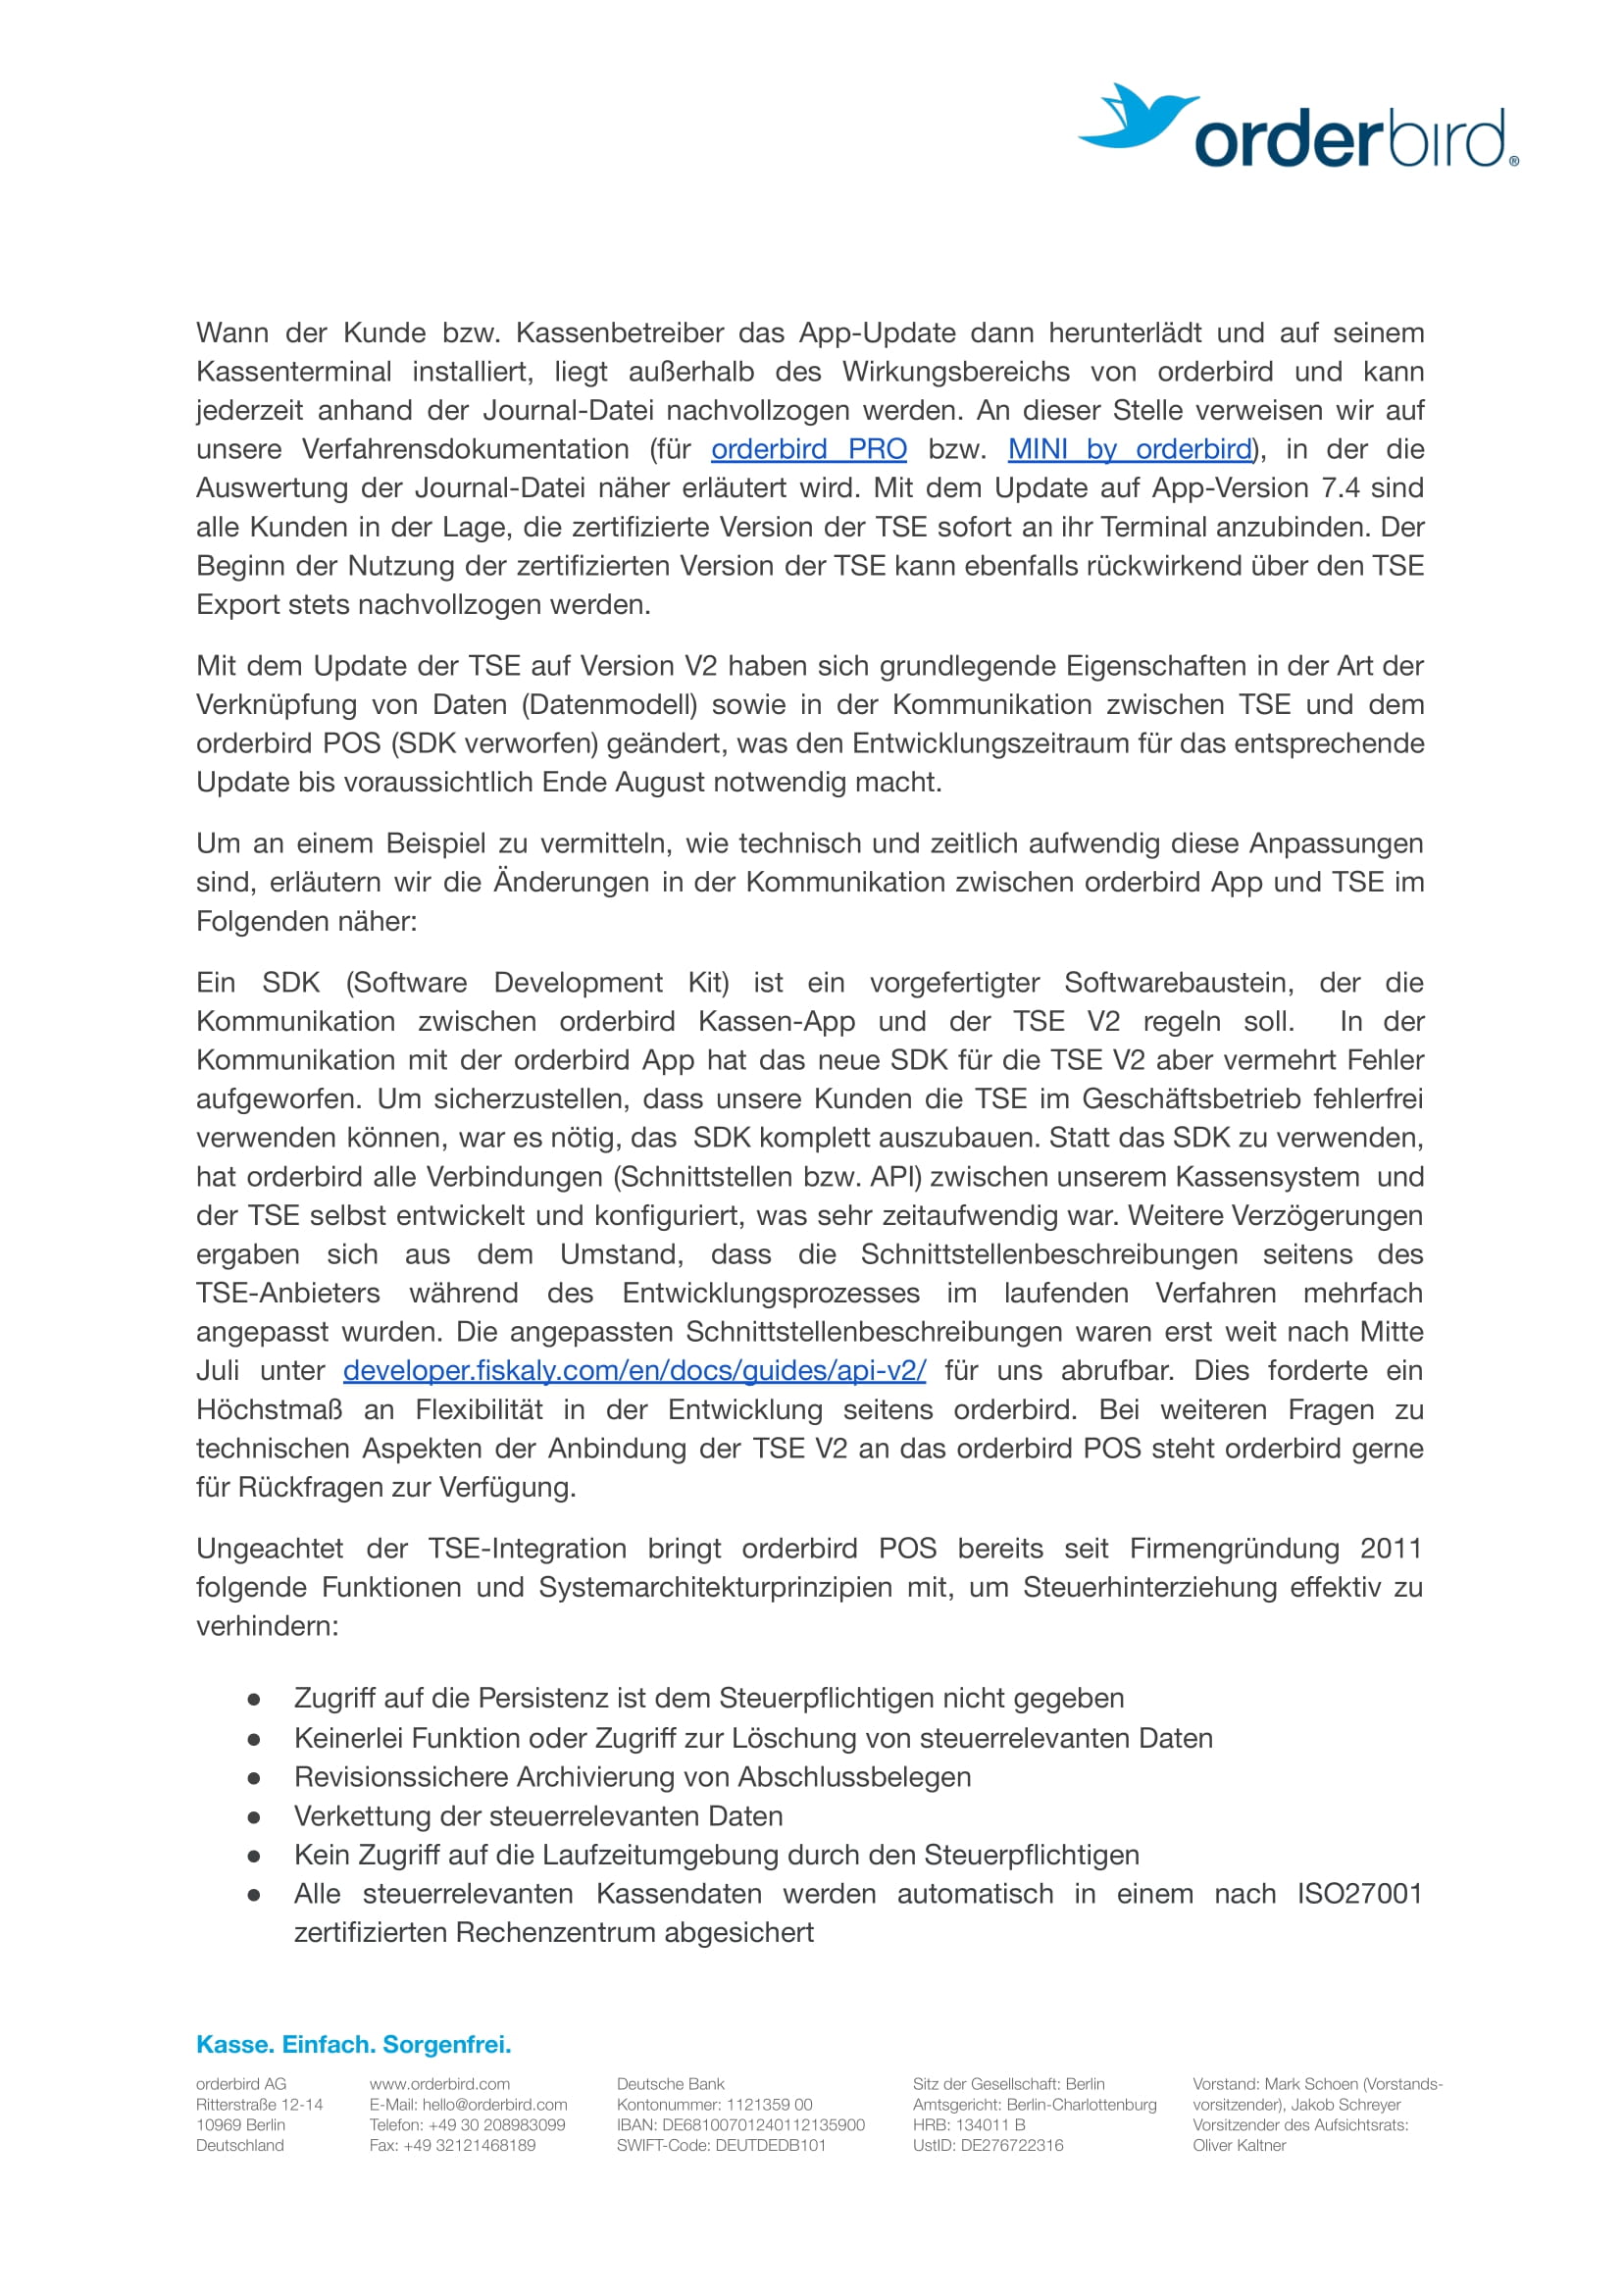 orderbird®
Wann der Kunde bzw. Kassenbetreiber das App-Update dann herunterlädt und auf seinem
Kassenterminal installiert, liegt außerhalb des Wirkungsbereichs von orderbird und kann
jederzeit anhand der Journal-Datei nachvollzogen werden. An dieser Stelle verweisen wir auf
unsere Verfahrensdokumentation (für orderbird PRO bzw. MINI by orderbird), in der die
Auswertung der Journal-Datei näher erläutert wird. Mit dem Update auf App-Version 7.4 sind
alle Kunden in der Lage, die zertifizierte Version der TSE sofort an ihr Terminal anzubinden. Der
Beginn der Nutzung der zertifizierten Version der TSE kann ebenfalls rückwirkend über den TSE
Export stets nachvollzogen werden.
Mit dem Update der TSE auf Version V2 haben sich grundlegende Eigenschaften in der Art der
Verknüpfung von Daten (Datenmodell) sowie in der Kommunikation zwischen TSE und dem
orderbird POS (SDK verworfen) geändert, was den Entwicklungszeitraum für das entsprechende
Update bis voraussichtlich Ende August notwendig macht.
Um an einem Beispiel zu vermitteln, wie technisch und zeitlich aufwendig diese Anpassungen
sind, erläutern wir die Änderungen in der Kommunikation zwischen orderbird App und TSE im
Folgenden näher:
Ein SDK (Software Development Kit) ist ein vorgefertigter Softwarebaustein, der die
Kommunikation zwischen orderbird Kassen-App und der TSE V2 regeln soll. In der
Kommunikation mit der orderbird App hat das neue SDK für die TSE V2 aber vermehrt Fehler
aufgeworfen. Um sicherzustellen, dass unsere Kunden die TSE im Geschäftsbetrieb fehlerfrei
verwenden können, war es nötig, das SDK komplett auszubauen. Statt das SDK zu verwenden,
hat orderbird alle Verbindungen (Schnittstellen bzw. API) zwischen unserem Kassensystem und
der TSE selbst entwickelt und konfiguriert, was sehr zeitaufwendig war. Weitere Verzögerungen
ergaben sich aus dem Umstand, dass die Schnittstellenbeschreibungen seitens des
TSE-Anbieters während des Entwicklungsprozesses im laufenden Verfahren mehrfach
angepasst wurden. Die angepassten Schnittstellenbeschreibungen waren erst weit nach Mitte
Juli unter developer.fiskaly.com/en/docs/guides/api-v2/ für uns abrufbar. Dies forderte ein
Höchstmaß an Flexibilität in der Entwicklung seitens orderbird. Bei weiteren Fragen zu
technischen Aspekten der Anbindung der TSE V2 an das orderbird POS steht orderbird gerne
für Rückfragen zur Verfügung.
Ungeachtet der TSE-Integration bringt orderbird POS bereits seit Firmengründung 2011
folgende Funktionen und Systemarchitekturprinzipien mit, um Steuerhinterziehung effektiv zu
verhindern:
● Zugriff auf die Persistenz ist dem Steuerpflichtigen nicht gegeben
● Keinerlei Funktion oder Zugriff zur Löschung von steuerrelevanten Daten
● Revisionssichere Archivierung von Abschlussbelegen
● Verkettung der steuerrelevanten Daten
● Kein Zugriff auf die Laufzeitumgebung durch den Steuerpflichtigen
● Alle steuerrelevanten Kassendaten werden automatisch in einem nach ISO27001
zertifizierten Rechenzentrum abgesichert
Kasse. Einfach. Sorgenfrei.
orderbird AG
Ritterstraße 12-14
10969 Berlin
Deutschland
www.orderbird.com
E-Mail: hello@orderbird.com
Telefon: +49 30 208983099
Fax: +49 32121468189
Deutsche Bank
Kontonummer: 1121359 00
IBAN: DE68100701240112135900
SWIFT-Code: DEUTDEDB101
Sitz der Gesellschaft: Berlin
Amtsgericht: Berlin-Charlottenburg
HRB: 134011 B
UstID: DE276722316
Vorstand: Mark Schoen (Vorstands-
vorsitzender), Jakob Schreyer
Vorsitzender des Aufsichtsrats:
Oliver Kaltner